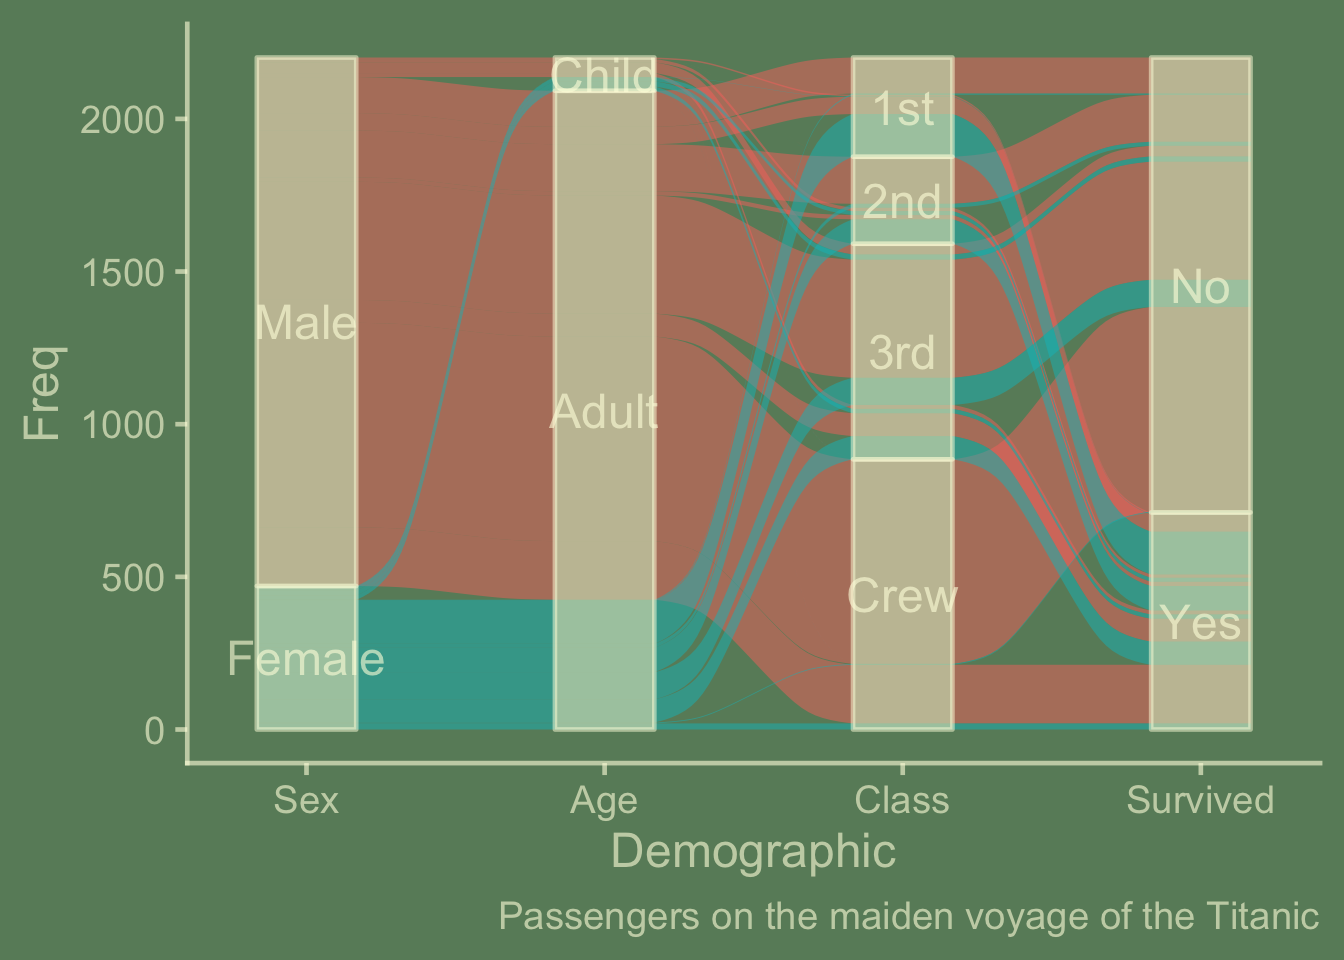 Freq
2000
1500
1000
500
0
Male
Female
Child
Adult
1st
2nd
3rd
Crew
No
Yes
Sex Age Class Survived
Demographic
Passengers on the maiden voyage of the Titanic